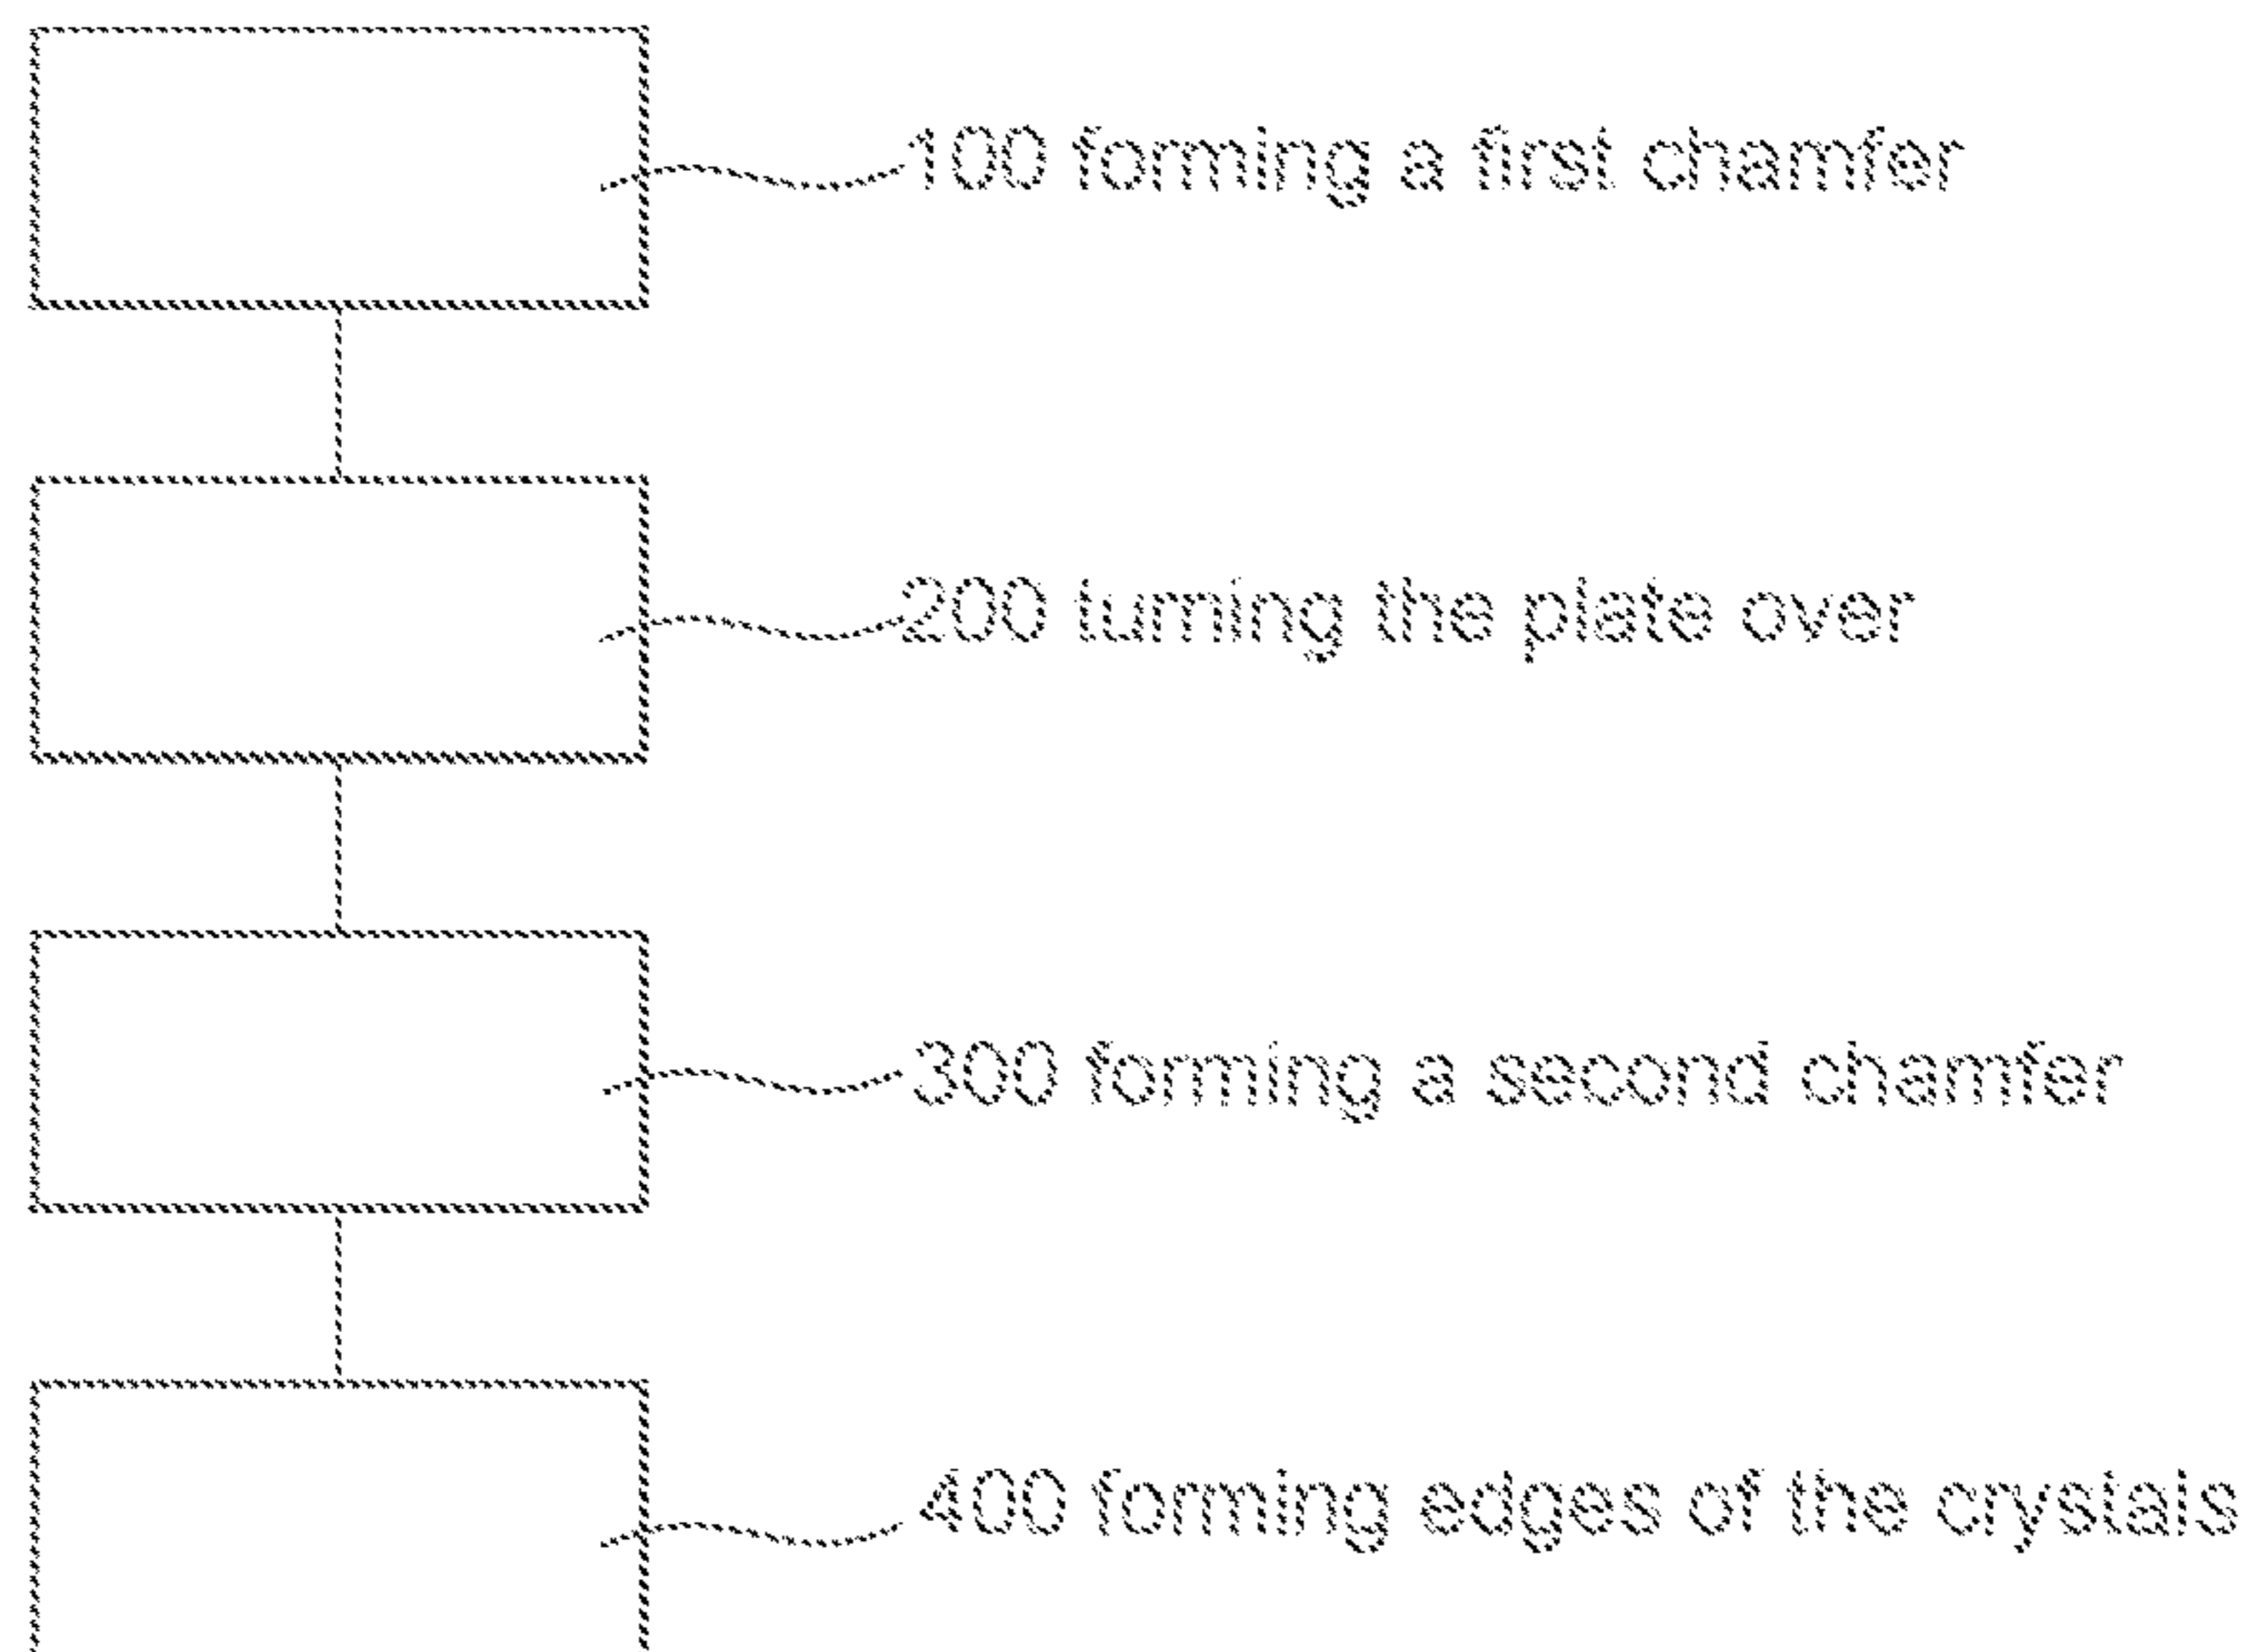 100 forming a first chamfer
200 turning the plate over
300 forming a second chamfer
400 forming edges of the crystals